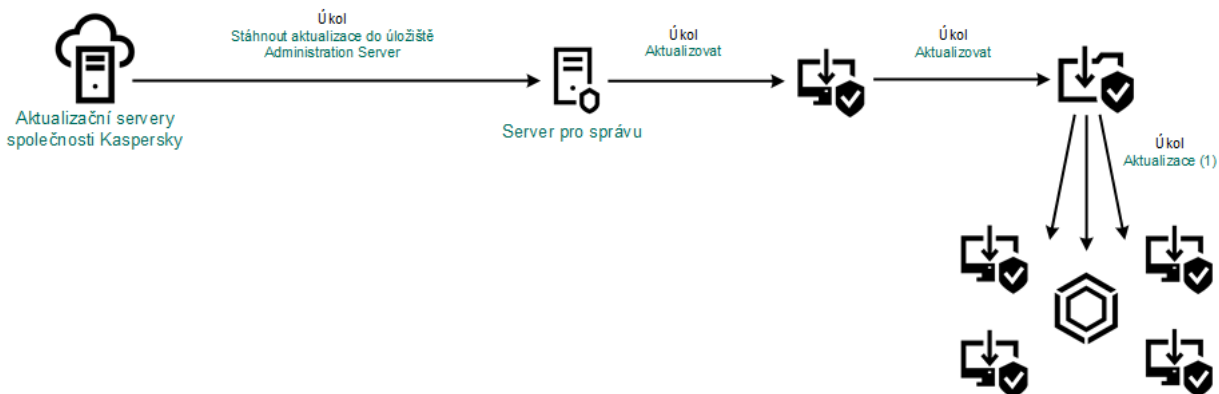 Úkol
Stáhnout aktualizace do úložiště
Administration Server
Úkol
Aktualizovat
Úkol
Aktualizovat
Aktualizační servery
společnosti Kaspersky
Server pro správu
Úkol
Aktualizace (1)